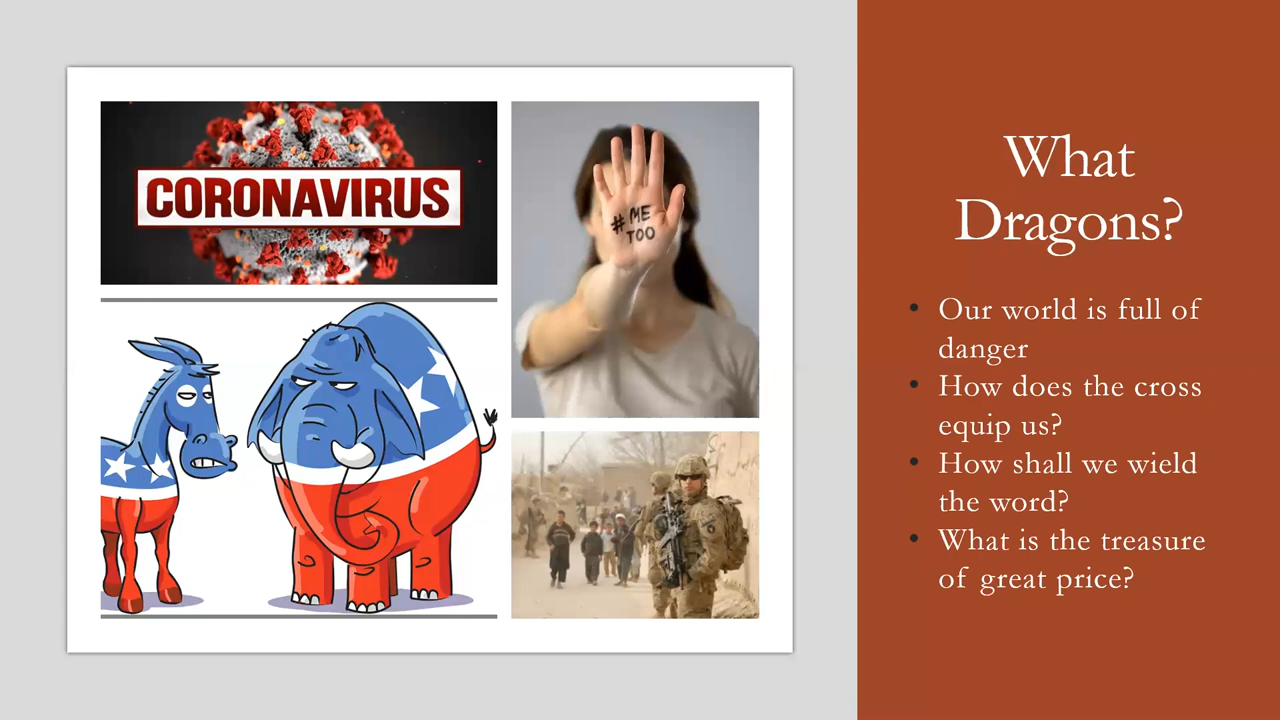 CORONAVIRUS
# ME
TOO
What
Dragons?
• Our world is full of
danger
• How does the cross
equip us?
• How shall we wield
the word?
• What is the treasure
of great price?